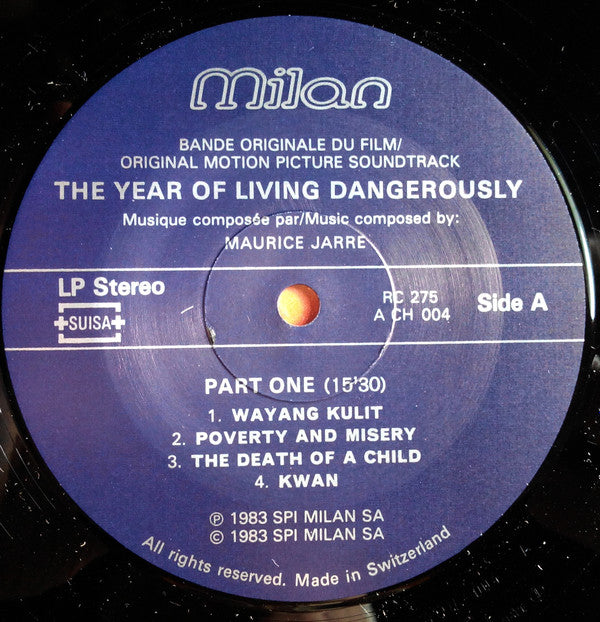 Milan
BANDE ORIGINALE DU FILM/
ORIGINAL MOTION PICTURE SOUNDTRACK
THE YEAR OF LIVING DANGEROUSLY
Musique composée par/Music composed by:
MAURICE JARRE
LP Stereo
SUISA
RC 275
A CH 004
Side A
PART ONE (15'30)
1. WAYANG KULIT
2. POVERTY AND MISERY
3. THE DEATH OF A CHILD
4. KWAN
℗ 1983 SPI MILAN SA
© 1983 SPI MILAN SA
All rights reserved. Made in Switzerland